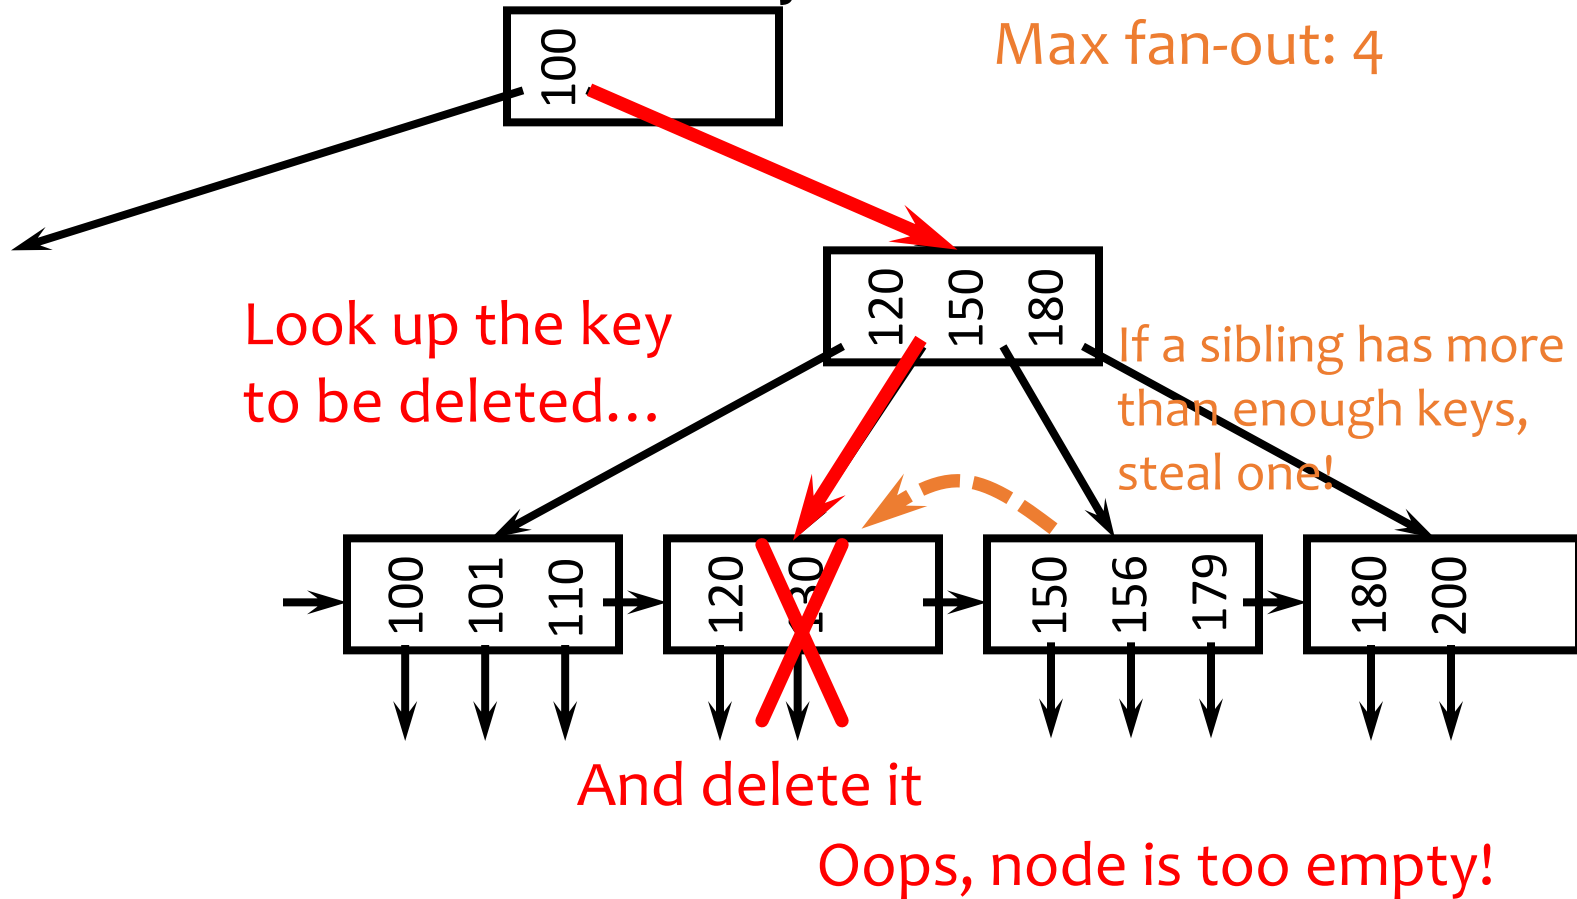 Max fan-out: 4
100
120
150
180
Look up the key
to be deleted...
If a sibling has more
than enough keys,
steal one!
100
101
110
120
130
150
156
179
180
200
And delete it
Oops, node is too empty!